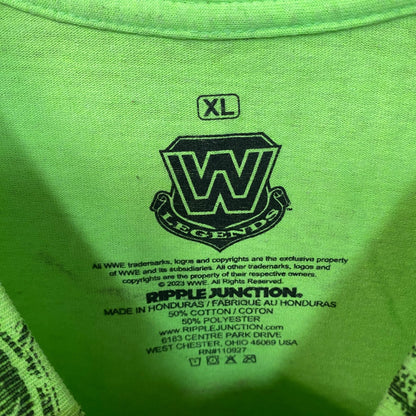 XL
W
LEGENDS
All WWE trademarks, logos and copyrights are the exclusive property
of WWE and its subsidiaries. All other trademarks, logos and
copyrights are the property of their respective owners.
© 2023 WWE. All Rights Reserved.
RIPPLE JUNCTION®
MADE IN HONDURAS / FABRIQUE AU HONDURAS
50% COTTON / COTON
50% POLYESTER
WWW.RIPPLEJUNCTION.COM
6183 CENTRE PARK DRIVE
WEST CHESTER, OHIO 45069 USA
RN#110927